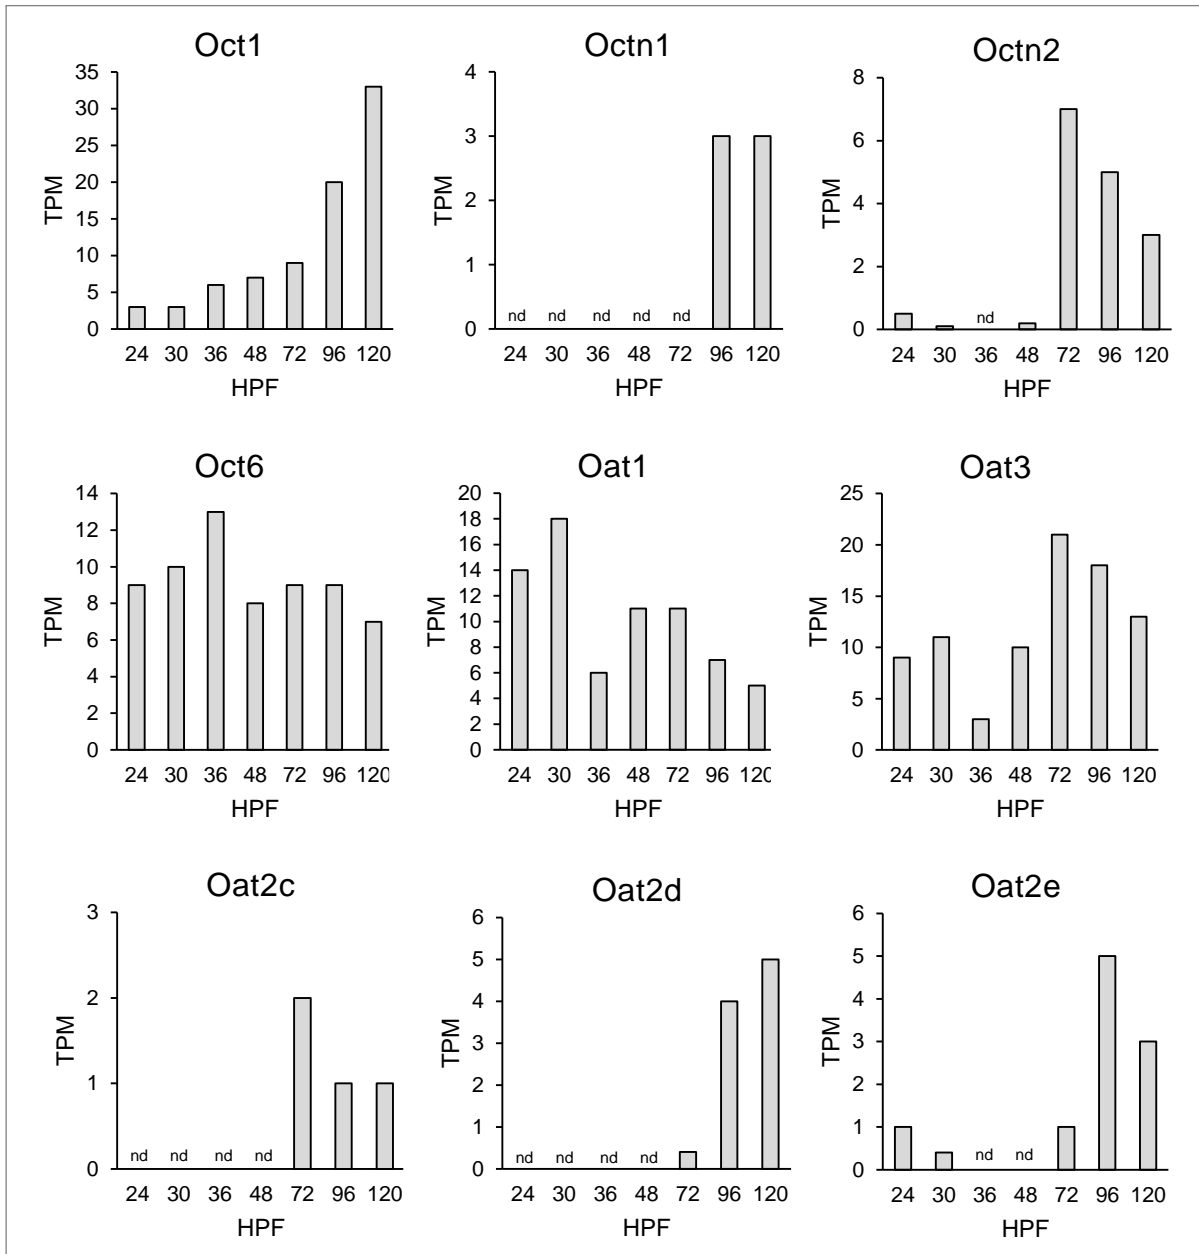 Oct1
35
30
25
20
15
10
5
0
TPM
24 30 36 48 72 96 120
HPF
Octn1
4
3
2
1
0
TPM
nd nd nd nd nd
24 30 36 48 72 96 120
HPF
Octn2
8
6
4
2
0
TPM
nd
24 30 36 48 72 96 120
HPF
Oct6
14
12
10
8
6
4
2
0
TPM
24 30 36 48 72 96 120
HPF
Oat1
20
18
16
14
12
10
8
6
4
2
0
TPM
24 30 36 48 72 96 120
HPF
Oat3
25
20
15
10
5
0
TPM
24 30 36 48 72 96 120
HPF
Oat2c
3
2
1
0
TPM
nd nd nd nd
24 30 36 48 72 96 120
HPF
Oat2d
6
5
4
3
2
1
0
TPM
nd nd nd nd
24 30 36 48 72 96 120
HPF
Oat2e
6
5
4
3
2
1
0
TPM
nd nd
24 30 36 48 72 96 120
HPF